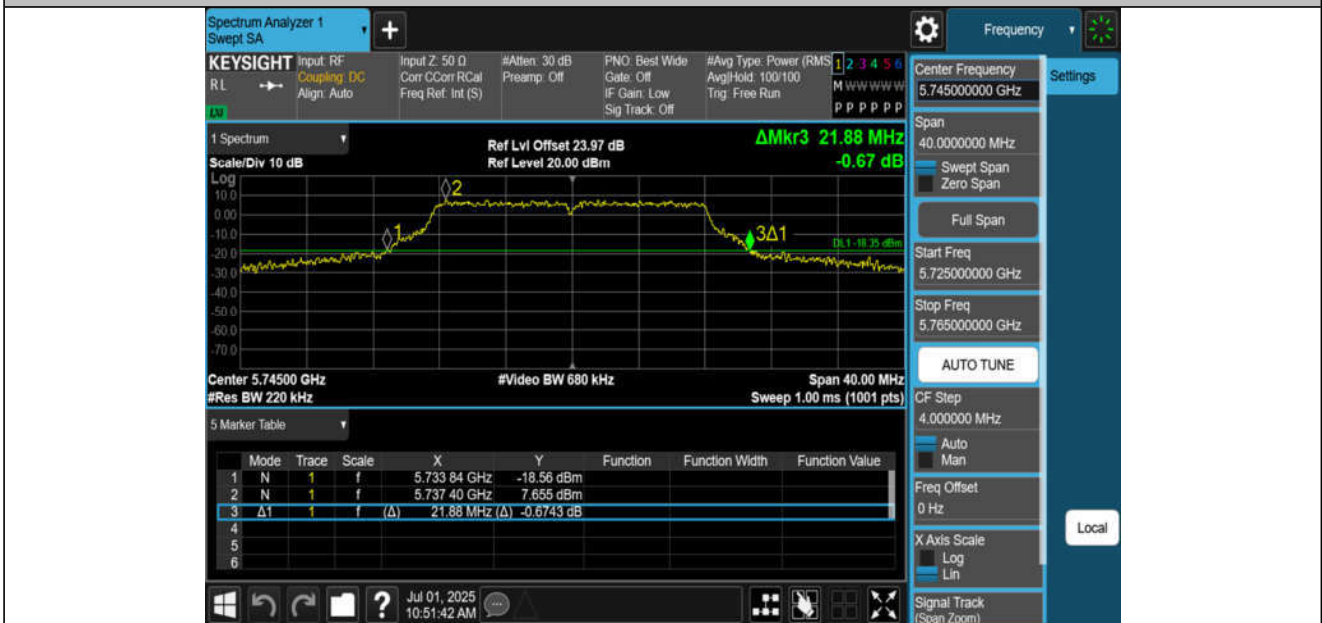 Spectrum Analyzer 1
Swept SA
+
Frequency
KEYSIGHT Input: RF Input Z: 50 Ω #Atten: 30 dB PNO: Best Wide #Avg Type: Power (RMS 1 2 3 4 5 6
RL Coupling: DC Corr CCorr RCal Preamp: Off Gate: Off Avg|Hold: 100/100 M W W W W W
Align: Auto Freq Ref: Int (S) IF Gain: Low Trig: Free Run
Sig Track: Off P P P P P P
Settings
Center Frequency
5.745000000 GHz
Span
40.0000000 MHz
Swept Span
Zero Span
Full Span
Start Freq
5.725000000 GHz
Stop Freq
5.765000000 GHz
AUTO TUNE
CF Step
4.000000 MHz
Auto
Man
Freq Offset
0 Hz
X Axis Scale
Log
Lin
Signal Track
(Span Zoom)
Local
1 Spectrum
Ref Lvl Offset 23.97 dB ΔMkr3 21.88 MHz
Scale/Div 10 dB Ref Level 20.00 dBm -0.67 dB
Log
10.0
0.00
-10.0
-20.0
-30.0
-40.0
-50.0
-60.0
-70.0
2
1
3Δ1
DL1 -18.35 dBm
Center 5.74500 GHz #Video BW 680 kHz Span 40.00 MHz
#Res BW 220 kHz Sweep 1.00 ms (1001 pts)
5 Marker Table
Mode Trace Scale X Y Function Function Width Function Value
1 N 1 f 5.733 84 GHz -18.56 dBm
2 N 1 f 5.737 40 GHz 7.655 dBm
3 Δ1 1 f (Δ) 21.88 MHz (Δ) -0.6743 dB
4
5
6
?
Jul 01, 2025
10:51:42 AM